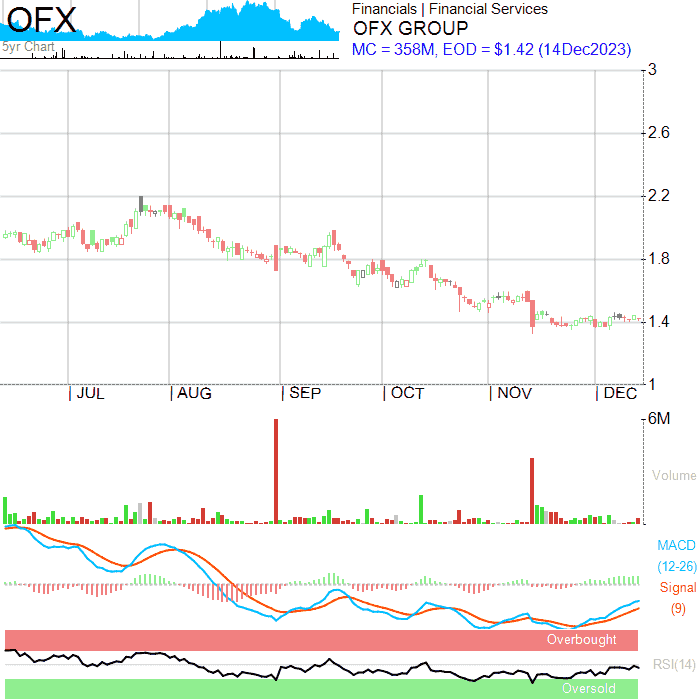 OFX
5yr Chart
Financials | Financial Services
OFX GROUP
MC = 358M, EOD = $1.42 (14Dec2023)
3
2.6
2.2
1.8
1.4
1
JUL AUG SEP OCT NOV DEC
6M
Volume
MACD
(12-26)
Signal
(9)
Overbought
RSI(14)
Oversold